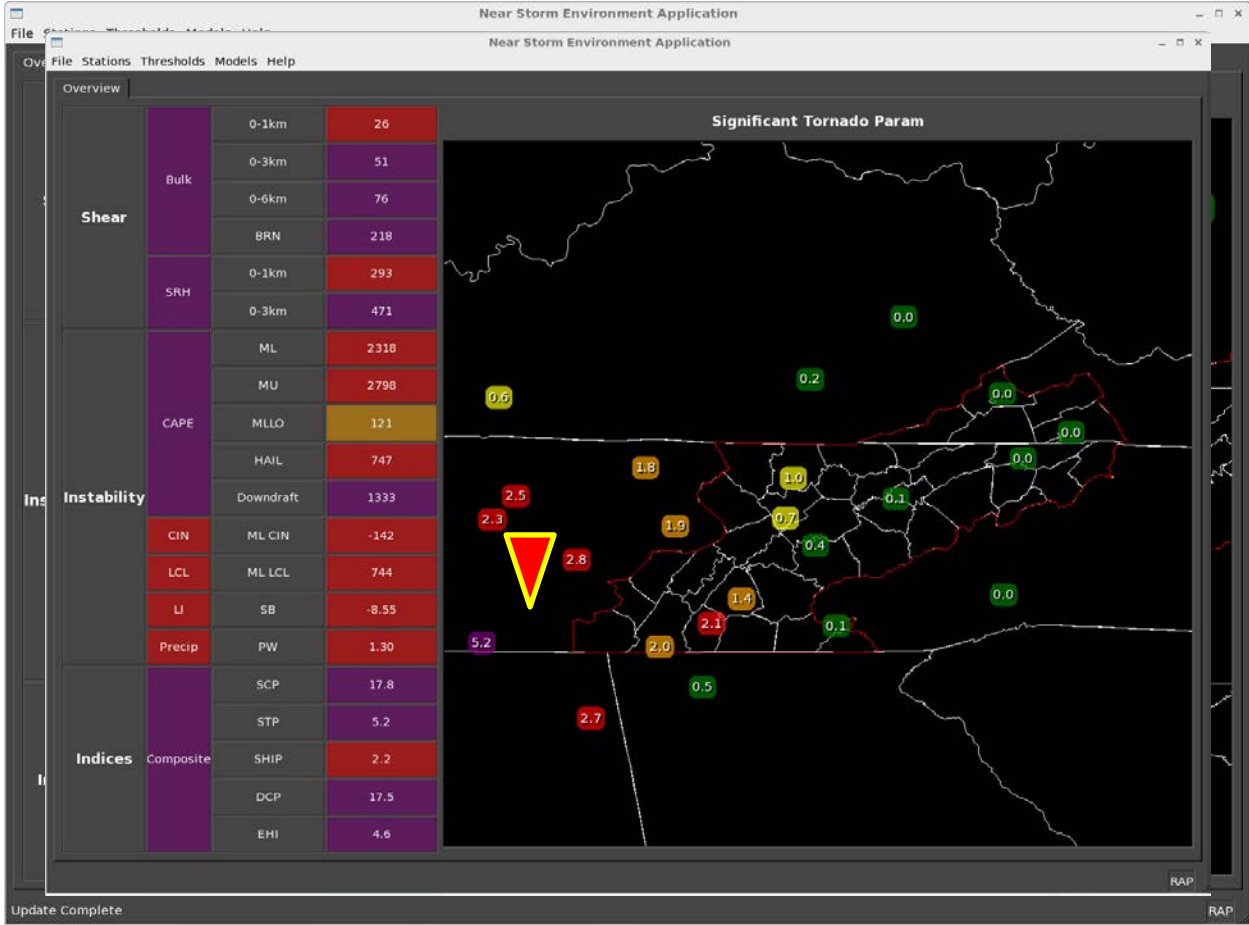 Near Storm Environment Application
File Stations Thresholds Models Help
Near Storm Environment Application
File Stations Thresholds Models Help
Overview
Significant Tornado Param
Shear
Bulk
0-1km 26
0-3km 51
0-6km 76
BRN 218
SRH
0-1km 293
0-3km 471
Instability
CAPE
ML 2318
MU 2798
MLLO 121
HAIL 747
Downdraft 1333
CIN ML CIN -142
LCL ML LCL 744
LI SB -8.55
Precip PW 1.30
Indices
Composite
SCP 17.8
STP 5.2
SHIP 2.2
DCP 17.5
EHI 4.6
0.0
0.2
0.6
0.0
0.0
0.0
1.8
1.0
2.5
0.1
2.3
0.7
1.9
0.4
2.8
0.0
1.4
2.1
0.1
5.2
2.0
0.5
2.7
RAP
Update Complete
RAP